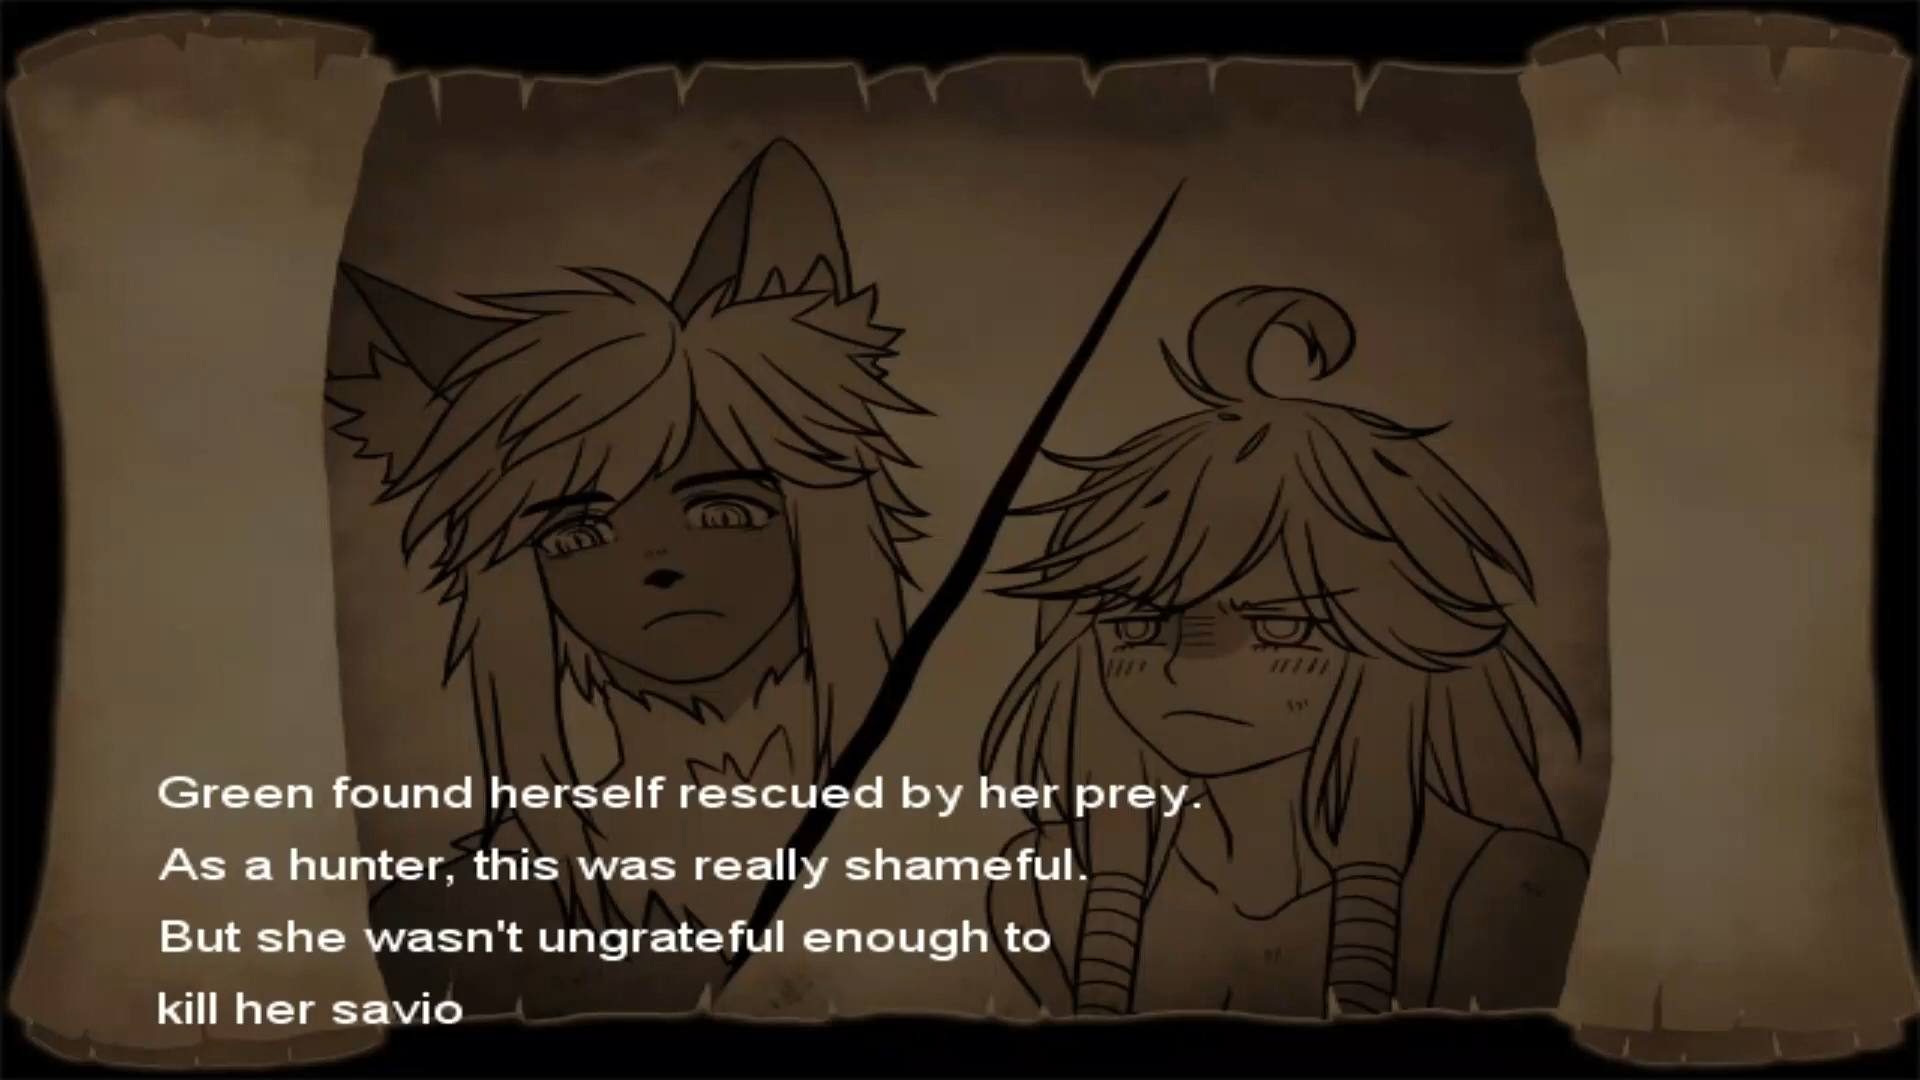 Green found herself rescued by her prey.
As a hunter, this was really shameful.
But she wasn't ungrateful enough to
kill her savio